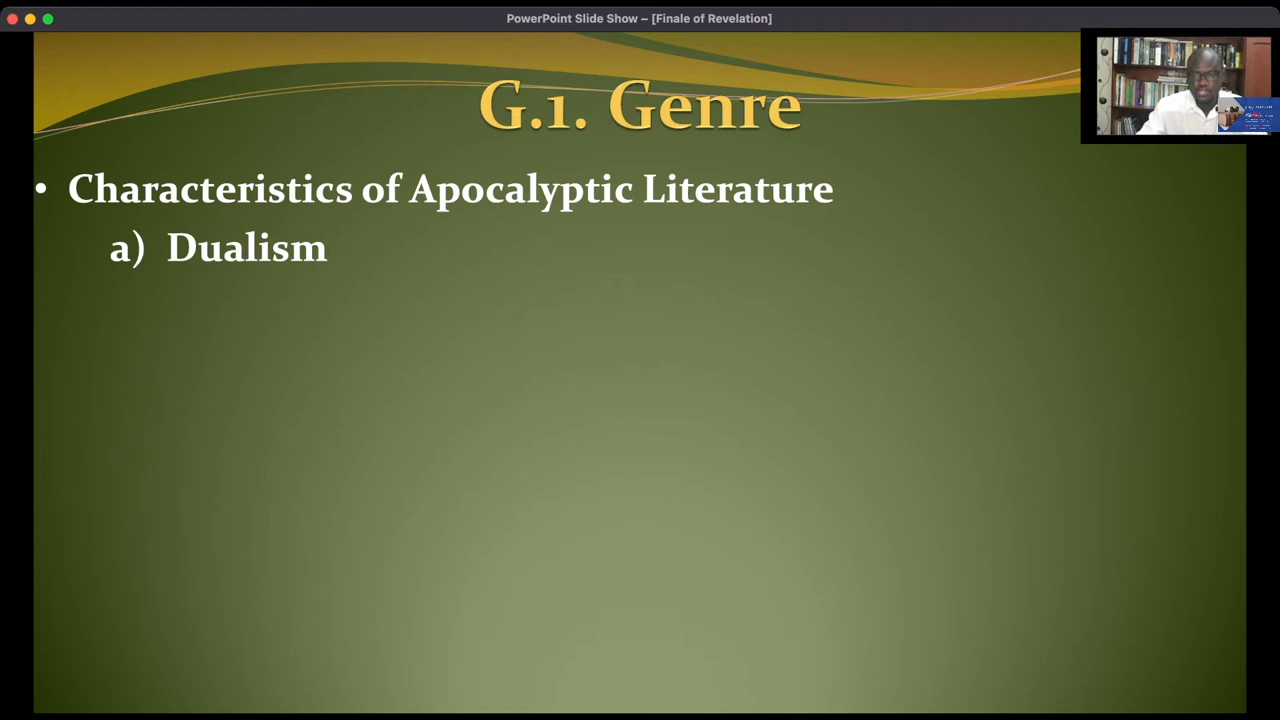 PowerPoint Slide Show – [Finale of Revelation]
G.1. Genre
• Characteristics of Apocalyptic Literature
a) Dualism